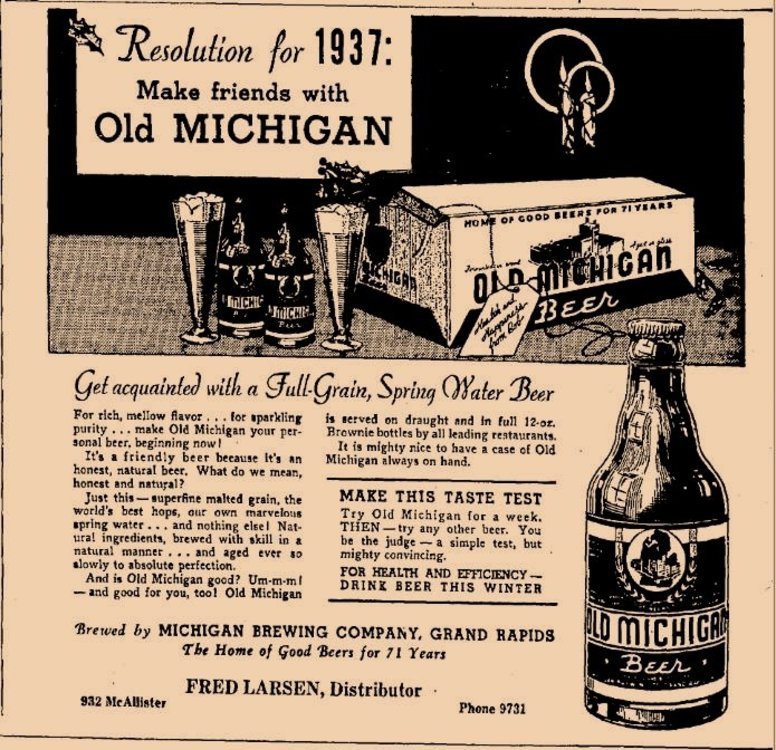 Resolution for 1937:
Make friends with
Old MICHIGAN
HOME OF GOOD BEERS FOR 71 YEARS
OLD MICHIGAN
Beer
MICHIGAN
Health and
Happiness
from
Get acquainted with a Full-Grain, Spring Water Beer
For rich, mellow flavor . . . for sparkling
purity . . . make Old Michigan your per-
sonal beer, beginning now!
It's a friendly beer because it's an
honest, natural beer. What do we mean,
honest and natural?
Just this — superfine malted grain, the
world's best hops, our own marvelous
spring water . . . and nothing else! Nat-
ural ingredients, brewed with skill in a
natural manner . . . and aged ever so
slowly to absolute perfection.
And is Old Michigan good? Um-m-m!
— and good for you, too! Old Michigan
is served on draught and in full 12-oz.
Brownie bottles by all leading restaurants.
It is mighty nice to have a case of Old
Michigan always on hand.
MAKE THIS TASTE TEST
Try Old Michigan for a week.
THEN — try any other beer. You
be the judge — a simple test, but
mighty convincing.
FOR HEALTH AND EFFICIENCY —
DRINK BEER THIS WINTER
OLD MICHIGAN
Beer
Brewed by MICHIGAN BREWING COMPANY, GRAND RAPIDS
The Home of Good Beers for 71 Years
FRED LARSEN, Distributor
932 McAllister
Phone 9731